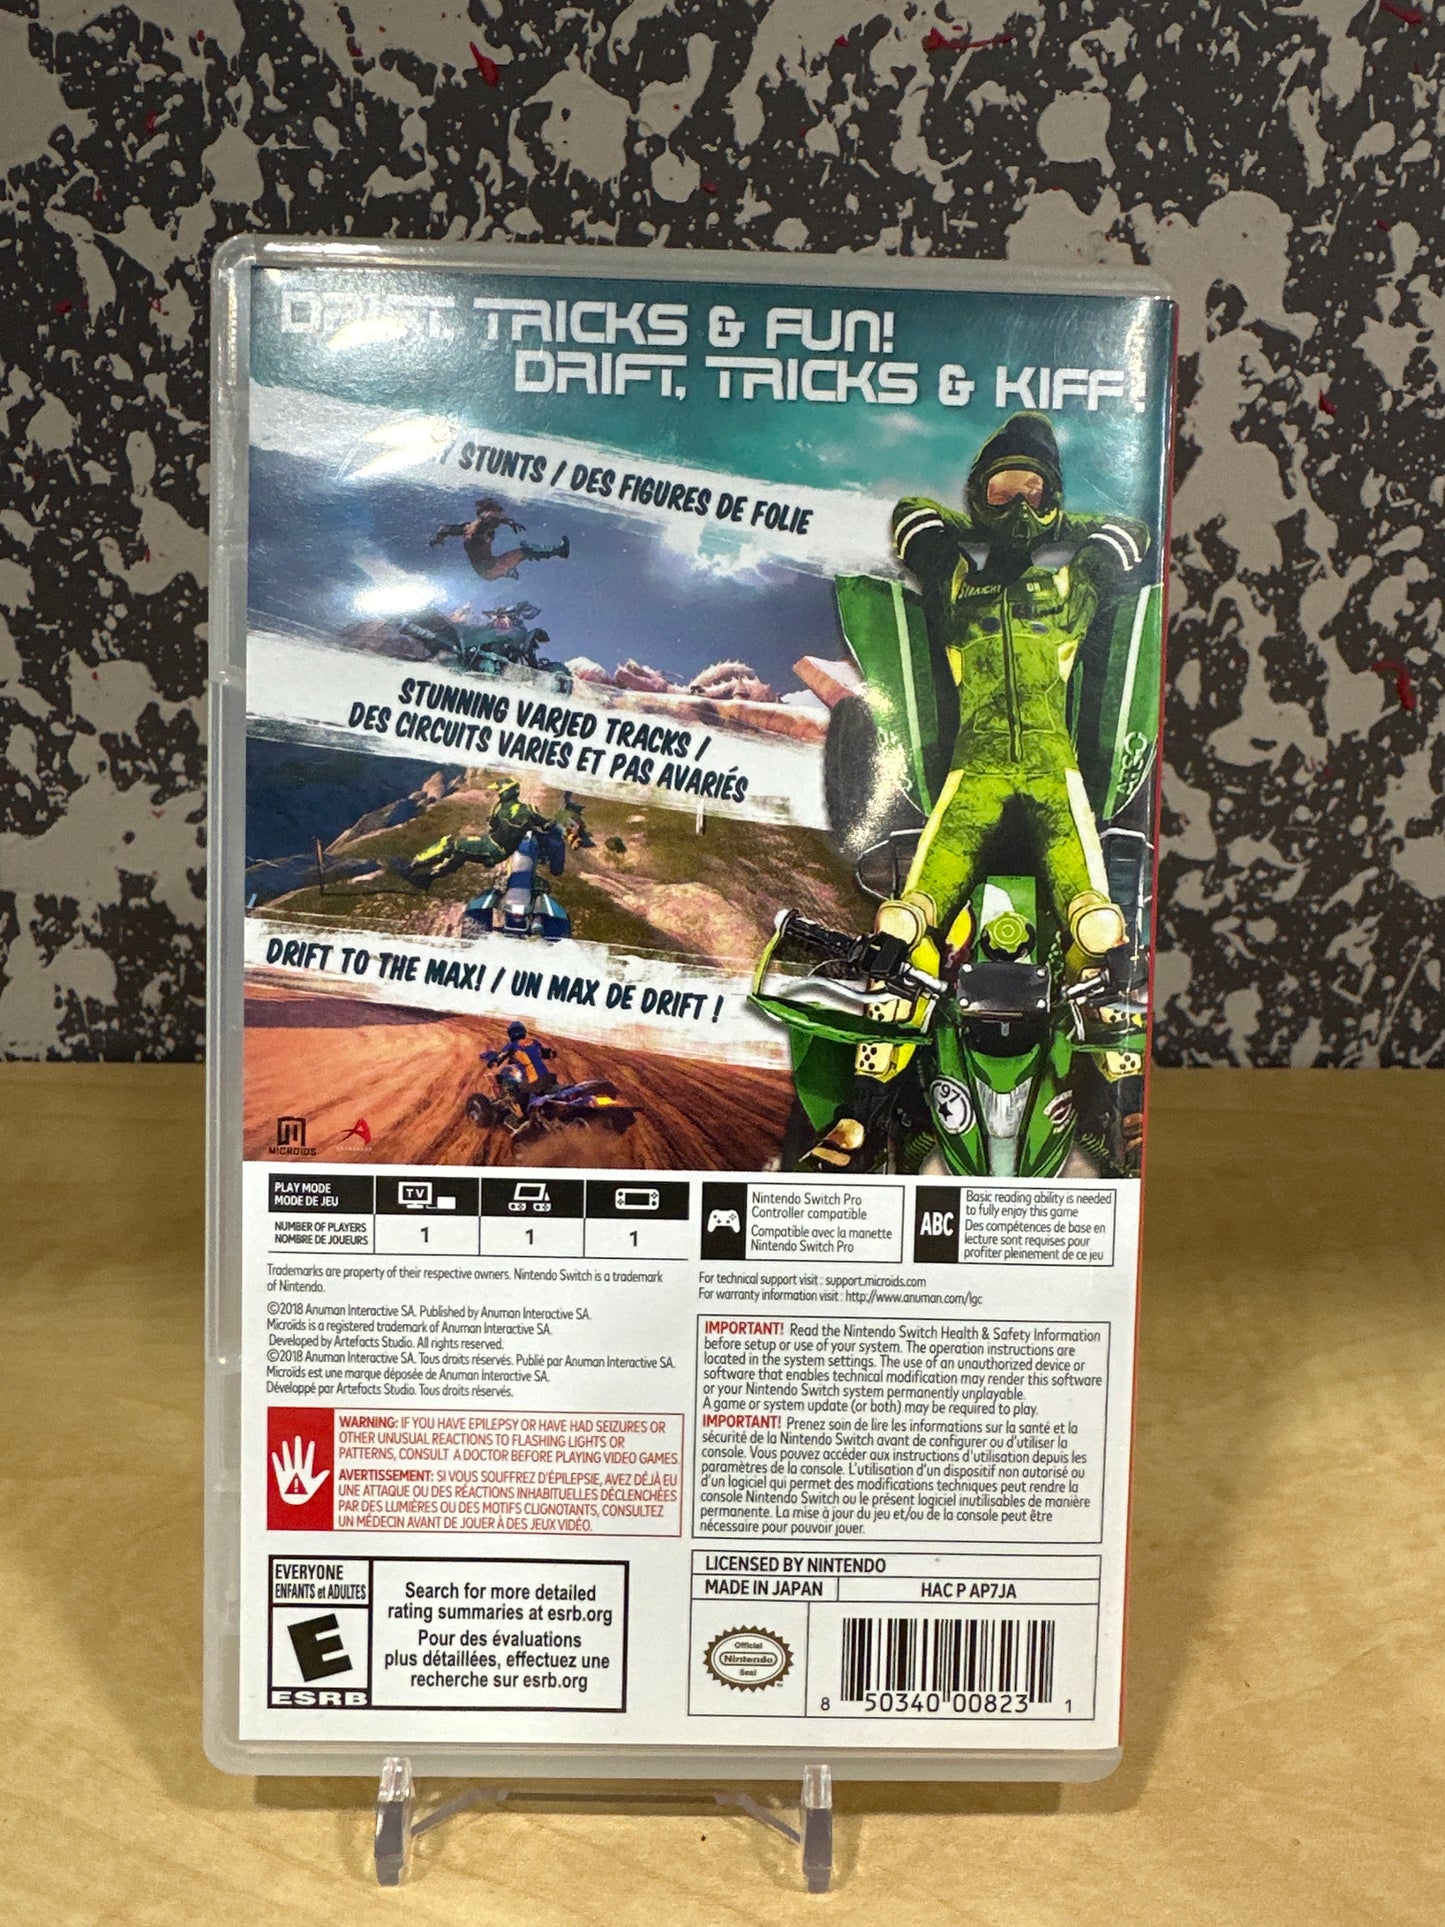 DRIFT, TRICKS & FUN!
DRIFT, TRICKS & KIFF!
/ STUNTS / DES FIGURES DE FOLIE
STUNNING VARIED TRACKS /
DES CIRCUITS VARIÉS ET PAS AVARIÉS
DRIFT TO THE MAX! / UN MAX DE DRIFT !
97
MICROIDS
PLAY MODE
MODE DE JEU
TV
NUMBER OF PLAYERS
NOMBRE DE JOUEURS
1
1
1
Nintendo Switch Pro
Controller compatible
Compatible avec la manette
Nintendo Switch Pro
ABC
Basic reading ability is needed
to fully enjoy this game
Des compétences de base en
lecture sont requises pour
profiter pleinement de ce jeu
Trademarks are property of their respective owners. Nintendo Switch is a trademark
of Nintendo.
©2018 Anuman Interactive SA. Published by Anuman Interactive SA.
Microïds is a registered trademark of Anuman Interactive SA.
Developed by Artefacts Studio. All rights reserved.
©2018 Anuman Interactive SA. Tous droits réservés. Publié par Anuman Interactive SA.
Microïds est une marque déposée de Anuman Interactive SA.
Développé par Artefacts Studio. Tous droits réservés.
For technical support visit : support.microids.com
For warranty information visit : http://www.anuman.com/lgc
WARNING: IF YOU HAVE EPILEPSY OR HAVE HAD SEIZURES OR
OTHER UNUSUAL REACTIONS TO FLASHING LIGHTS OR
PATTERNS, CONSULT A DOCTOR BEFORE PLAYING VIDEO GAMES.
AVERTISSEMENT: SI VOUS SOUFFREZ D'ÉPILEPSIE, AVEZ DÉJÀ EU
UNE ATTAQUE OU DES RÉACTIONS INHABITUELLES DÉCLENCHÉES
PAR DES LUMIÈRES OU DES MOTIFS CLIGNOTANTS, CONSULTEZ
UN MÉDECIN AVANT DE JOUER À DES JEUX VIDÉO.
IMPORTANT! Read the Nintendo Switch Health & Safety Information
before setup or use of your system. The operation instructions are
located in the system settings. The use of an unauthorized device or
software that enables technical modification may render this software
or your Nintendo Switch system permanently unplayable.
A game or system update (or both) may be required to play.
IMPORTANT! Prenez soin de lire les informations sur la santé et la
sécurité de la Nintendo Switch avant de configurer ou d'utiliser la
console. Vous pouvez accéder aux instructions d'utilisation depuis les
paramètres de la console. L'utilisation d'un dispositif non autorisé ou
d'un logiciel qui permet des modifications techniques peut rendre la
console Nintendo Switch ou le présent logiciel inutilisables de manière
permanente. La mise à jour du jeu et/ou de la console peut être
nécessaire pour pouvoir jouer.
EVERYONE
ENFANTS et ADULTES
E
ESRB
Search for more detailed
rating summaries at esrb.org
Pour des évaluations
plus détaillées, effectuez une
recherche sur esrb.org
LICENSED BY NINTENDO
MADE IN JAPAN
HAC P AP7JA
Official
Nintendo
Seal
8 50340 00823 1